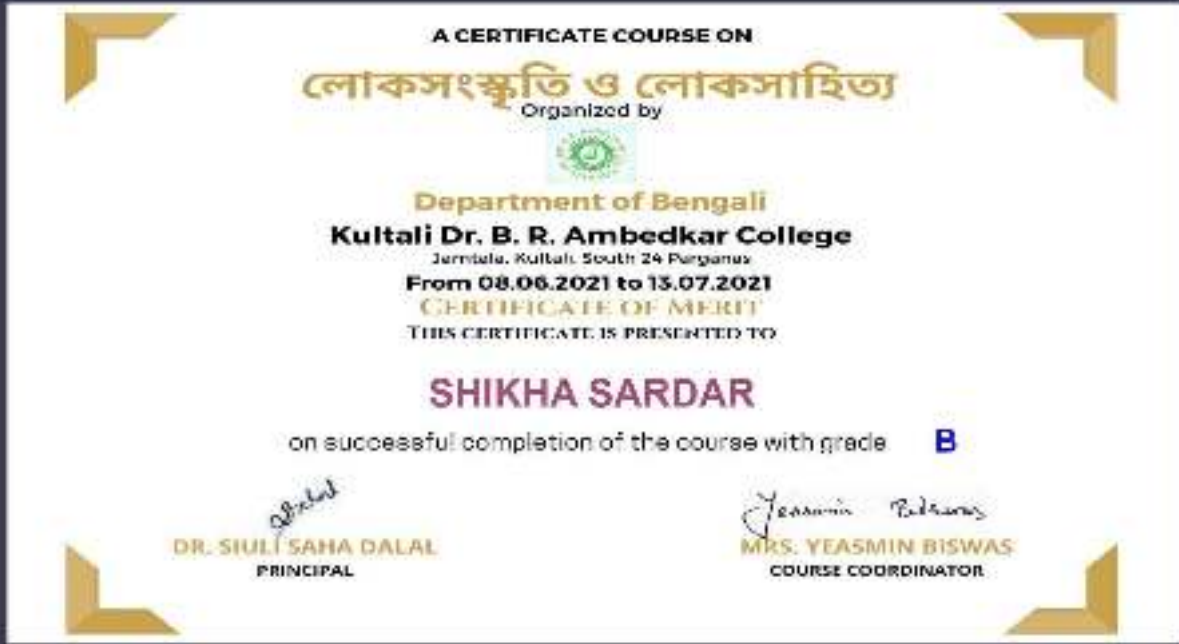 A CERTIFICATE COURSE ON
লোকসংস্কৃতি ও লোকসাহিত্য
Organized by
Department of Bengali
Kultali Dr. B. R. Ambedkar College
Jamtala, Kultali, South 24 Parganas
From 08.06.2021 to 13.07.2021
CERTIFICATE OF MERIT
THIS CERTIFICATE IS PRESENTED TO
SHIKHA SARDAR
on successful completion of the course with grade B
Yeasmin Biswas
DR. SIULI SAHA DALAL
MRS. YEASMIN BISWAS
PRINCIPAL
COURSE COORDINATOR